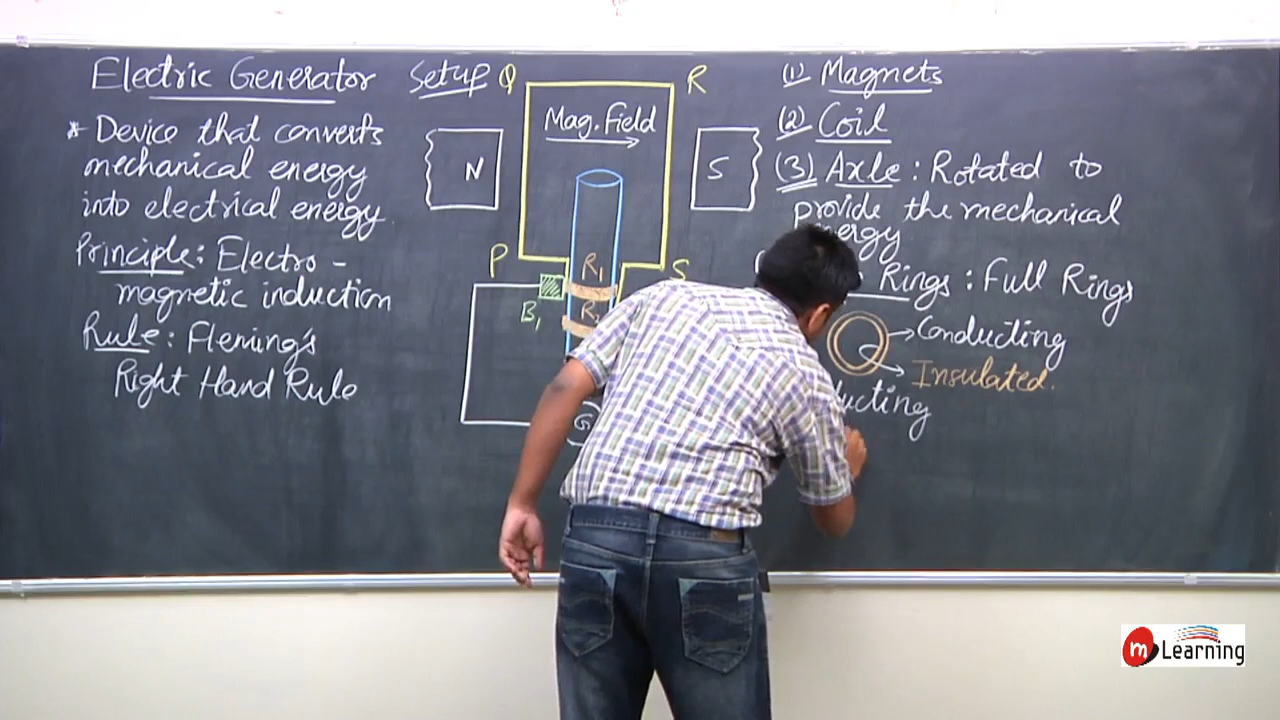 Electric Generator
* Device that converts
mechanical energy
into electrical energy
Principle: Electro-
magnetic induction
Rule: Fleming's
Right Hand Rule
Setup
Q
R
Mag. Field
N
S
P
S
R1
B1
G
(1) Magnets
(2) Coil
(3) Axle: Rotated to
provide the mechanical
energy
Rings: Full Rings
Conducting
Insulated.
m Learning